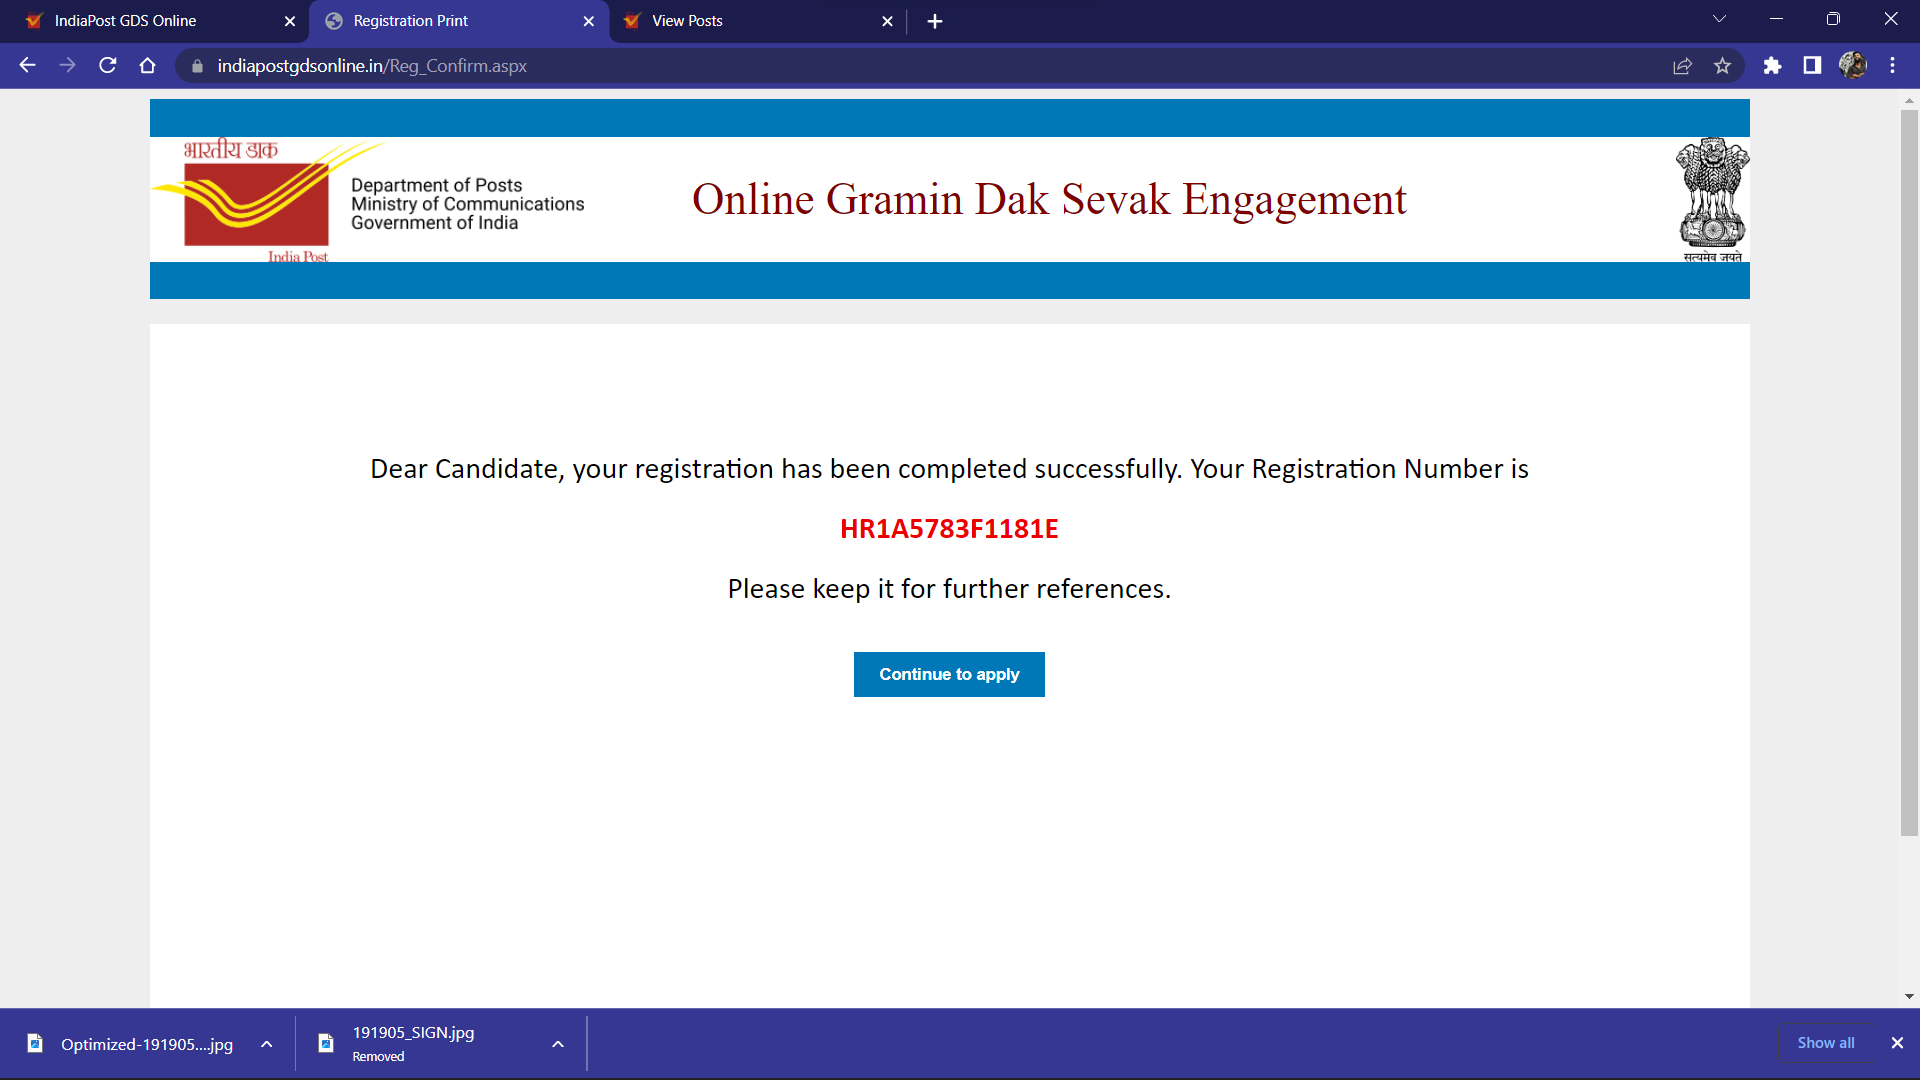 IndiaPost GDS Online
Registration Print
View Posts
indiapostgdsonline.in/Reg_Confirm.aspx
भारतीय डाक
Department of Posts
Ministry of Communications
Government of India
India Post
Online Gramin Dak Sevak Engagement
सत्यमेव जयते
Dear Candidate, your registration has been completed successfully. Your Registration Number is
HR1A5783F1181E
Please keep it for further references.
Continue to apply
Optimized-191905....jpg
191905_SIGN.jpg
Removed
Show all